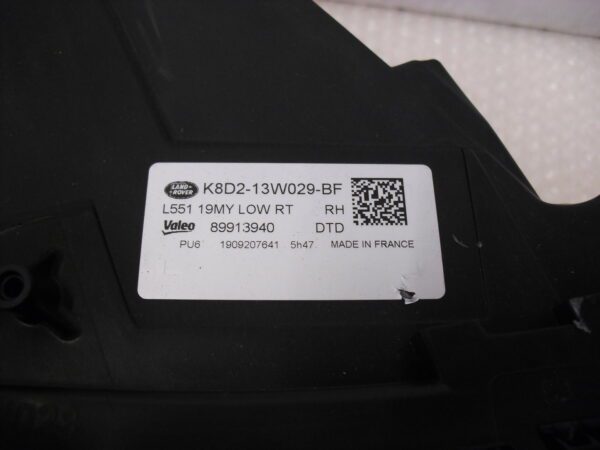 LAND ROVER K8D2-13W029-BF
L551 19MY LOW RT RH
Valeo 89913940 DTD
PU6 1909207641 5h47 MADE IN FRANCE